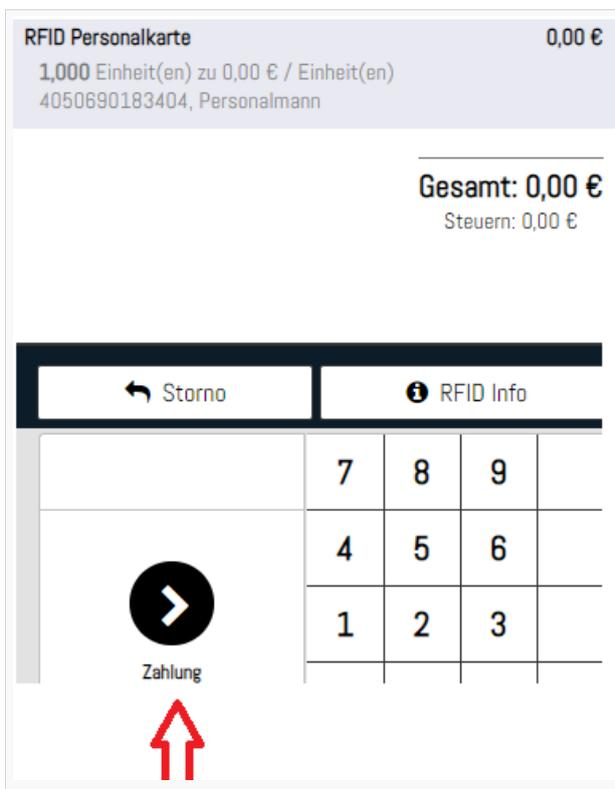 RFID Personalkarte 0,00 €
1,000 Einheit(en) zu 0,00 € / Einheit(en)
4050690183404, Personalmann
Gesamt: 0,00 €
Steuern: 0,00 €
Storno RFID Info
7 8 9
4 5 6
1 2 3
Zahlung